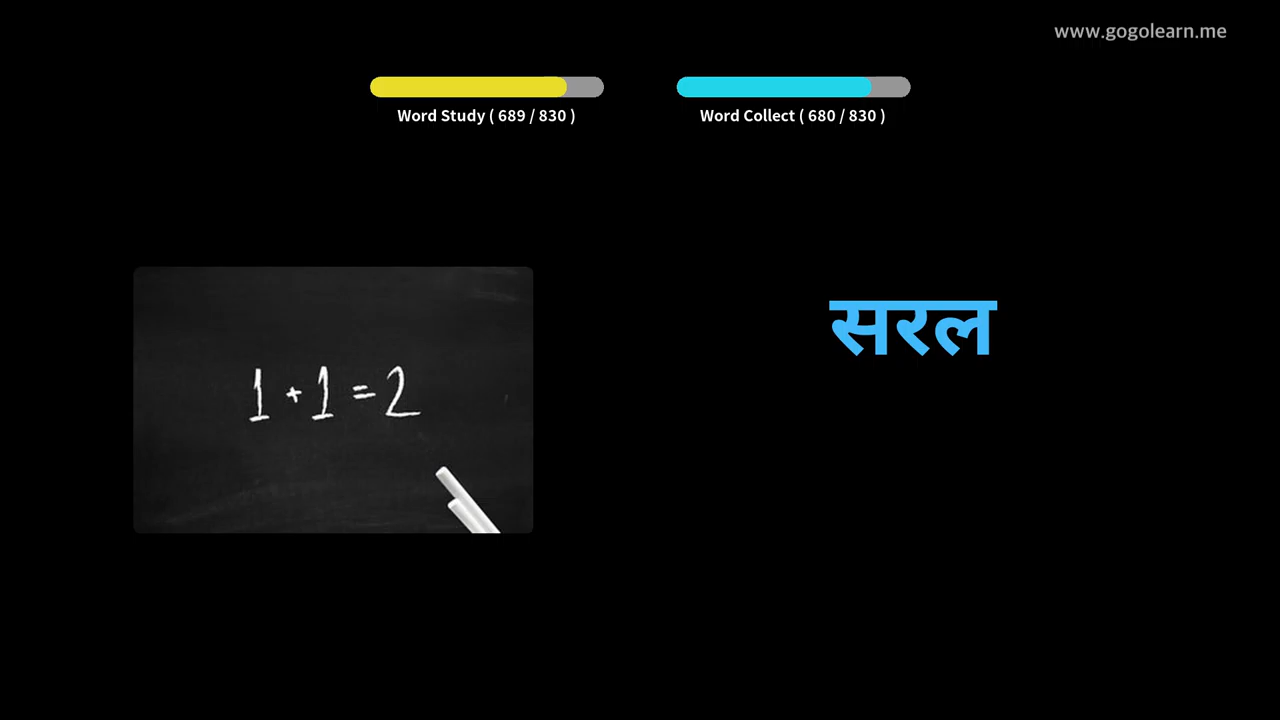 www.gogolearn.me
Word Study ( 689 / 830 )
Word Collect ( 680 / 830 )
सरल
1 + 1 = 2